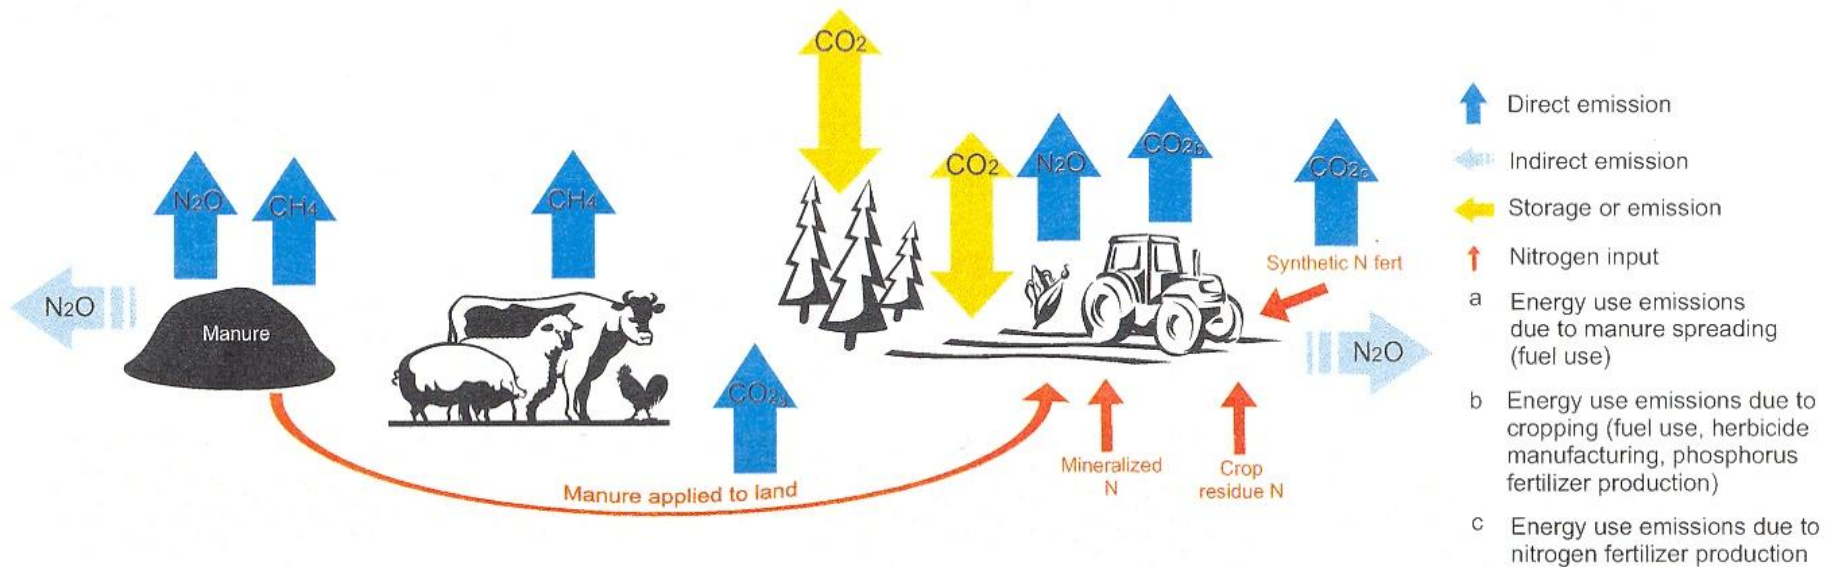 CO2
CO2
N2O
CO2b
CO2c
N2O
CH4
CH4
Synthetic N fert
N2O
Manure
N2O
CO2a
Mineralized
N
Crop
residue N
Manure applied to land
Direct emission
Indirect emission
Storage or emission
Nitrogen input
a Energy use emissions
due to manure spreading
(fuel use)
b Energy use emissions due to
cropping (fuel use, herbicide
manufacturing, phosphorus
fertilizer production)
c Energy use emissions due to
nitrogen fertilizer production